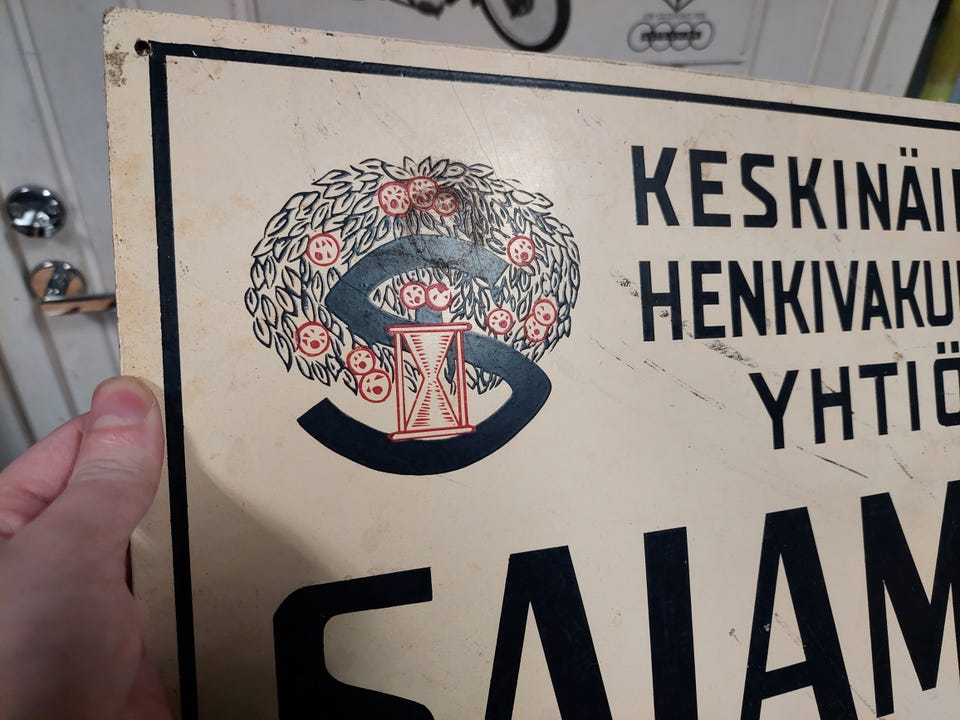 KESKINÄI
HENKIVAKU
YHTIÖ
SALAM